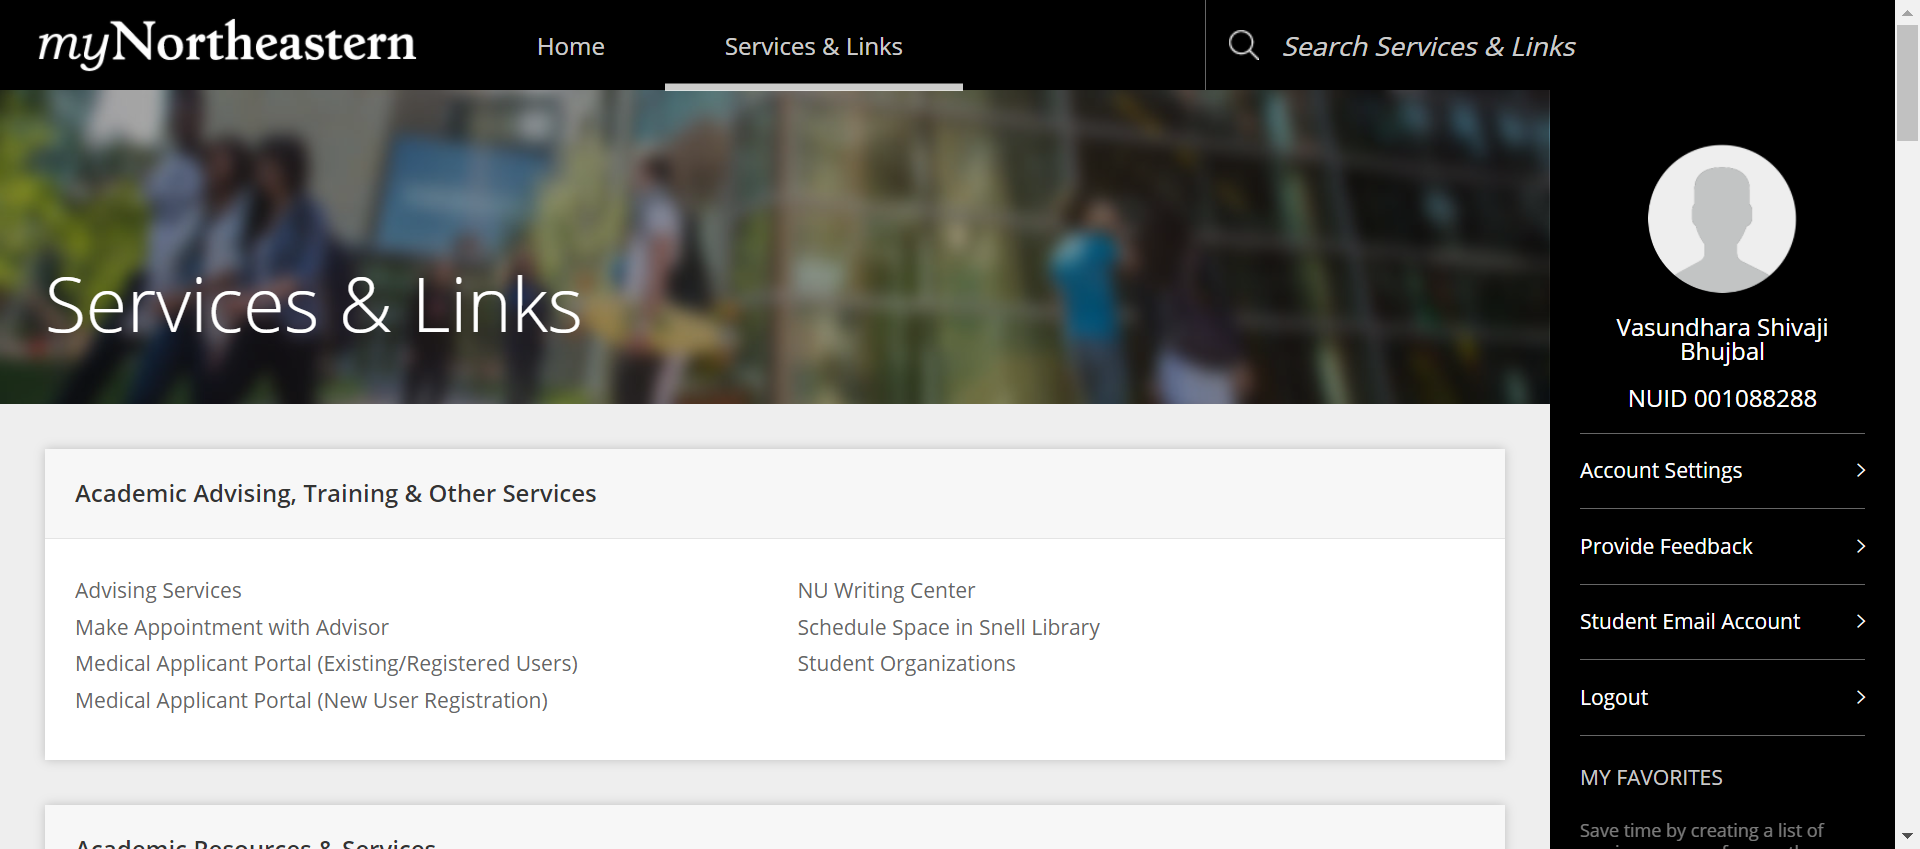 myNortheastern
Home
Services & Links
Search Services & Links
Services & Links
Vasundhara Shivaji
Bhujbal
NUID 001088288
Account Settings
Provide Feedback
Student Email Account
Logout
MY FAVORITES
Save time by creating a list of
Academic Advising, Training & Other Services
Advising Services
Make Appointment with Advisor
Medical Applicant Portal (Existing/Registered Users)
Medical Applicant Portal (New User Registration)
NU Writing Center
Schedule Space in Snell Library
Student Organizations
Academic Resources & Services